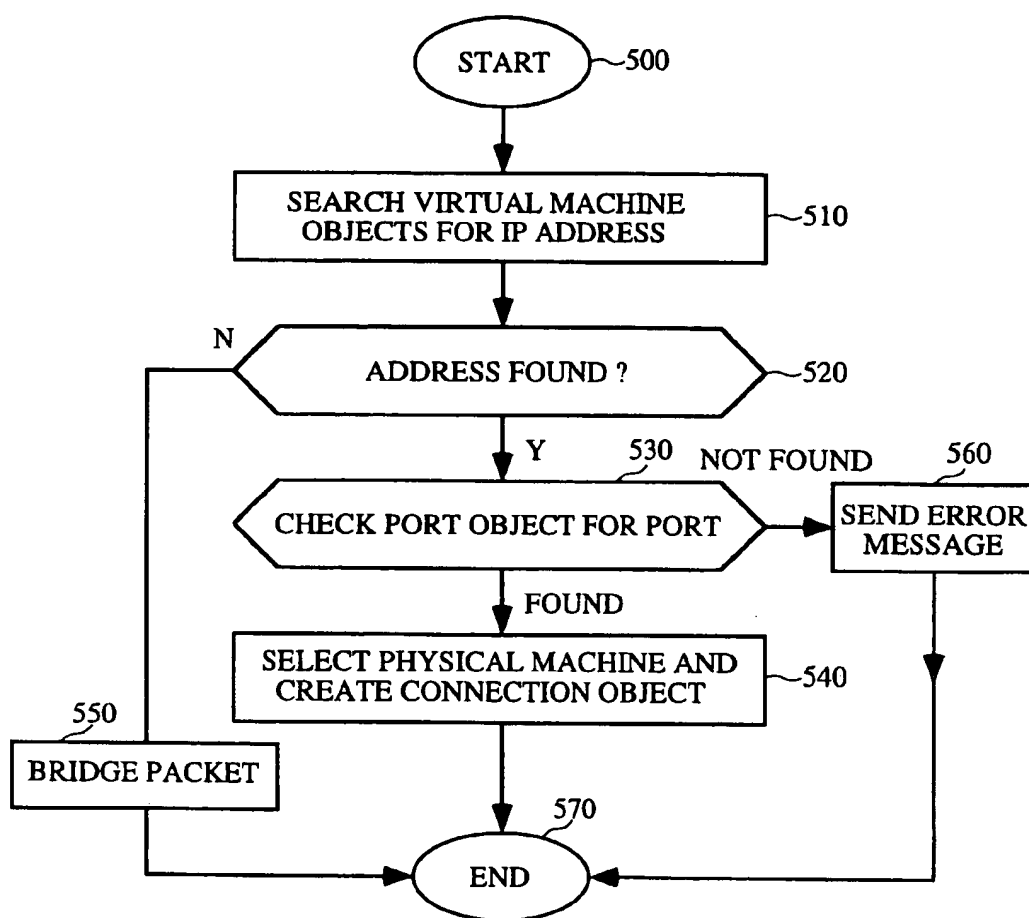 START
500
SEARCH VIRTUAL MACHINE
OBJECTS FOR IP ADDRESS
510
N
ADDRESS FOUND ?
520
Y
530
NOT FOUND
560
CHECK PORT OBJECT FOR PORT
SEND ERROR
MESSAGE
FOUND
SELECT PHYSICAL MACHINE AND
CREATE CONNECTION OBJECT
540
550
BRIDGE PACKET
570
END